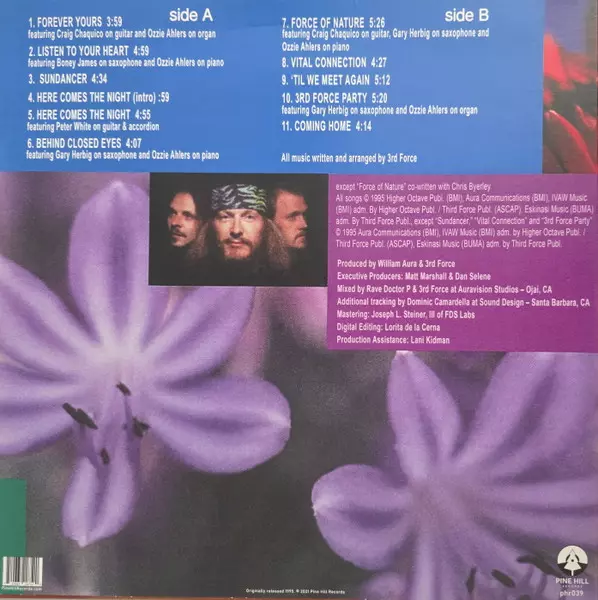 side A
1. FOREVER YOURS 3:59
featuring Craig Chaquico on guitar and Ozzie Ahlers on organ
2. LISTEN TO YOUR HEART 4:59
featuring Boney James on saxophone and Ozzie Ahlers on piano
3. SUNDANCER 4:34
4. HERE COMES THE NIGHT (intro) :59
5. HERE COMES THE NIGHT 4:55
featuring Peter White on guitar & accordion
6. BEHIND CLOSED EYES 4:07
featuring Gary Herbig on saxophone and Ozzie Ahlers on piano
side B
7. FORCE OF NATURE 5:26
featuring Craig Chaquico on guitar, Gary Herbig on saxophone and
Ozzie Ahlers on piano
8. VITAL CONNECTION 4:27
9. 'TIL WE MEET AGAIN 5:12
10. 3RD FORCE PARTY 5:20
featuring Gary Herbig on saxophone and Ozzie Ahlers on organ
11. COMING HOME 4:14
All music written and arranged by 3rd Force
except "Force of Nature" co-written with Chris Byerley
All songs © 1995 Higher Octave Publ. (BMI), Aura Communications (BMI), IVAW Music
(BMI) adm. By Higher Octave Publ. / Third Force Publ. (ASCAP), Eskinasi Music (BUMA)
adm. By Third Force Publ., except "Sundancer," "Vital Connection" and "3rd Force Party"
© 1995 Aura Communications (BMI), IVAW Music (BMI) adm. by Higher Octave Publ. /
Third Force Publ. (ASCAP), Eskinasi Music (BUMA) adm. by Third Force Publ.
Produced by William Aura & 3rd Force
Executive Producers: Matt Marshall & Dan Selene
Mixed by Rave Doctor P & 3rd Force at Auravision Studios – Ojai, CA
Additional tracking by Dominic Camardella at Sound Design – Santa Barbara, CA
Mastering: Joseph L. Steiner, III of FDS Labs
Digital Editing: Lorita de la Cerna
Production Assistance: Lani Kidman
PineHillRecords.com
Originally released 1995, © 2021 Pine Hill Records
PINE HILL
RECORDS
phr039